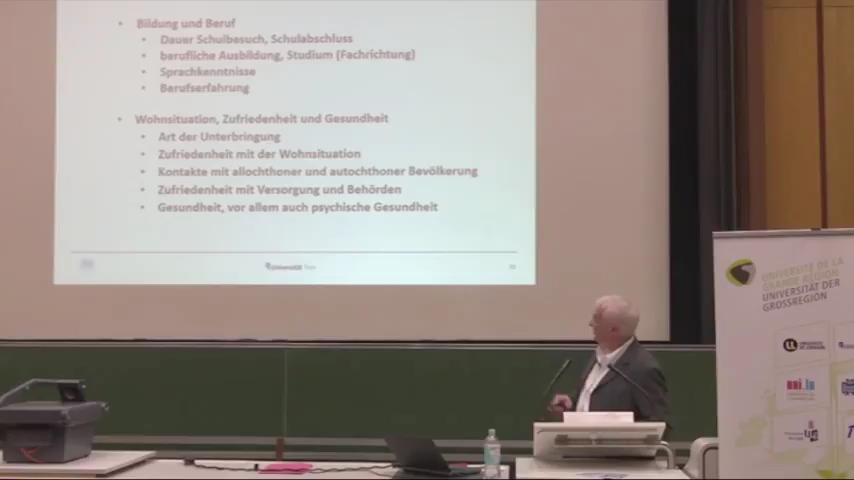 • Bildung und Beruf
• Dauer Schulbesuch, Schulabschluss
• berufliche Ausbildung, Studium (Fachrichtung)
• Sprachkenntnisse
• Berufserfahrung
• Wohnsituation, Zufriedenheit und Gesundheit
• Art der Unterbringung
• Zufriedenheit mit der Wohnsituation
• Kontakte mit allochthoner und autochthoner Bevölkerung
• Zufriedenheit mit Versorgung und Behörden
• Gesundheit, vor allem auch psychische Gesundheit
Universität Trier
UNIVERSITÉ DE LA
GRANDE RÉGION
UNIVERSITÄT DER
GROSSREGION
uni.lu